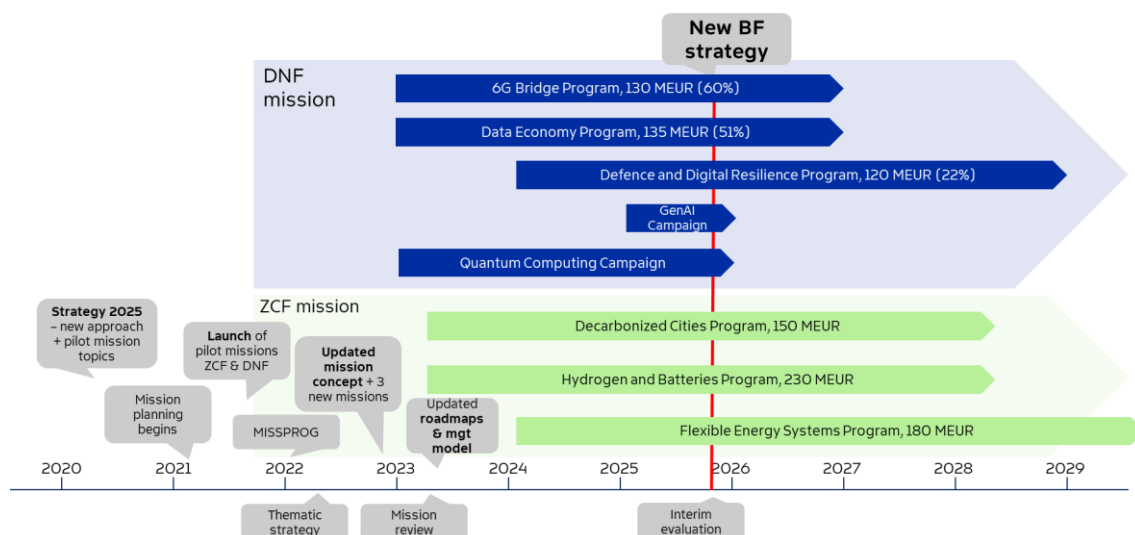 New BF
strategy
DNF
mission
6G Bridge Program, 130 MEUR (60%)
Data Economy Program, 135 MEUR (51%)
Defence and Digital Resilience Program, 120 MEUR (22%)
GenAI
Campaign
Quantum Computing Campaign
ZCF mission
Decarbonized Cities Program, 150 MEUR
Hydrogen and Batteries Program, 230 MEUR
Flexible Energy Systems Program, 180 MEUR
Strategy 2025
– new approach
+ pilot mission
topics
Mission
planning
begins
Launch of
pilot missions
ZCF & DNF
MISSPROG
Updated
mission
concept + 3
new missions
Updated
roadmaps
& mgt
model
2020 2021 2022 2023 2024 2025 2026 2027 2028 2029
Thematic
strategy
Mission
review
Interim
evaluation